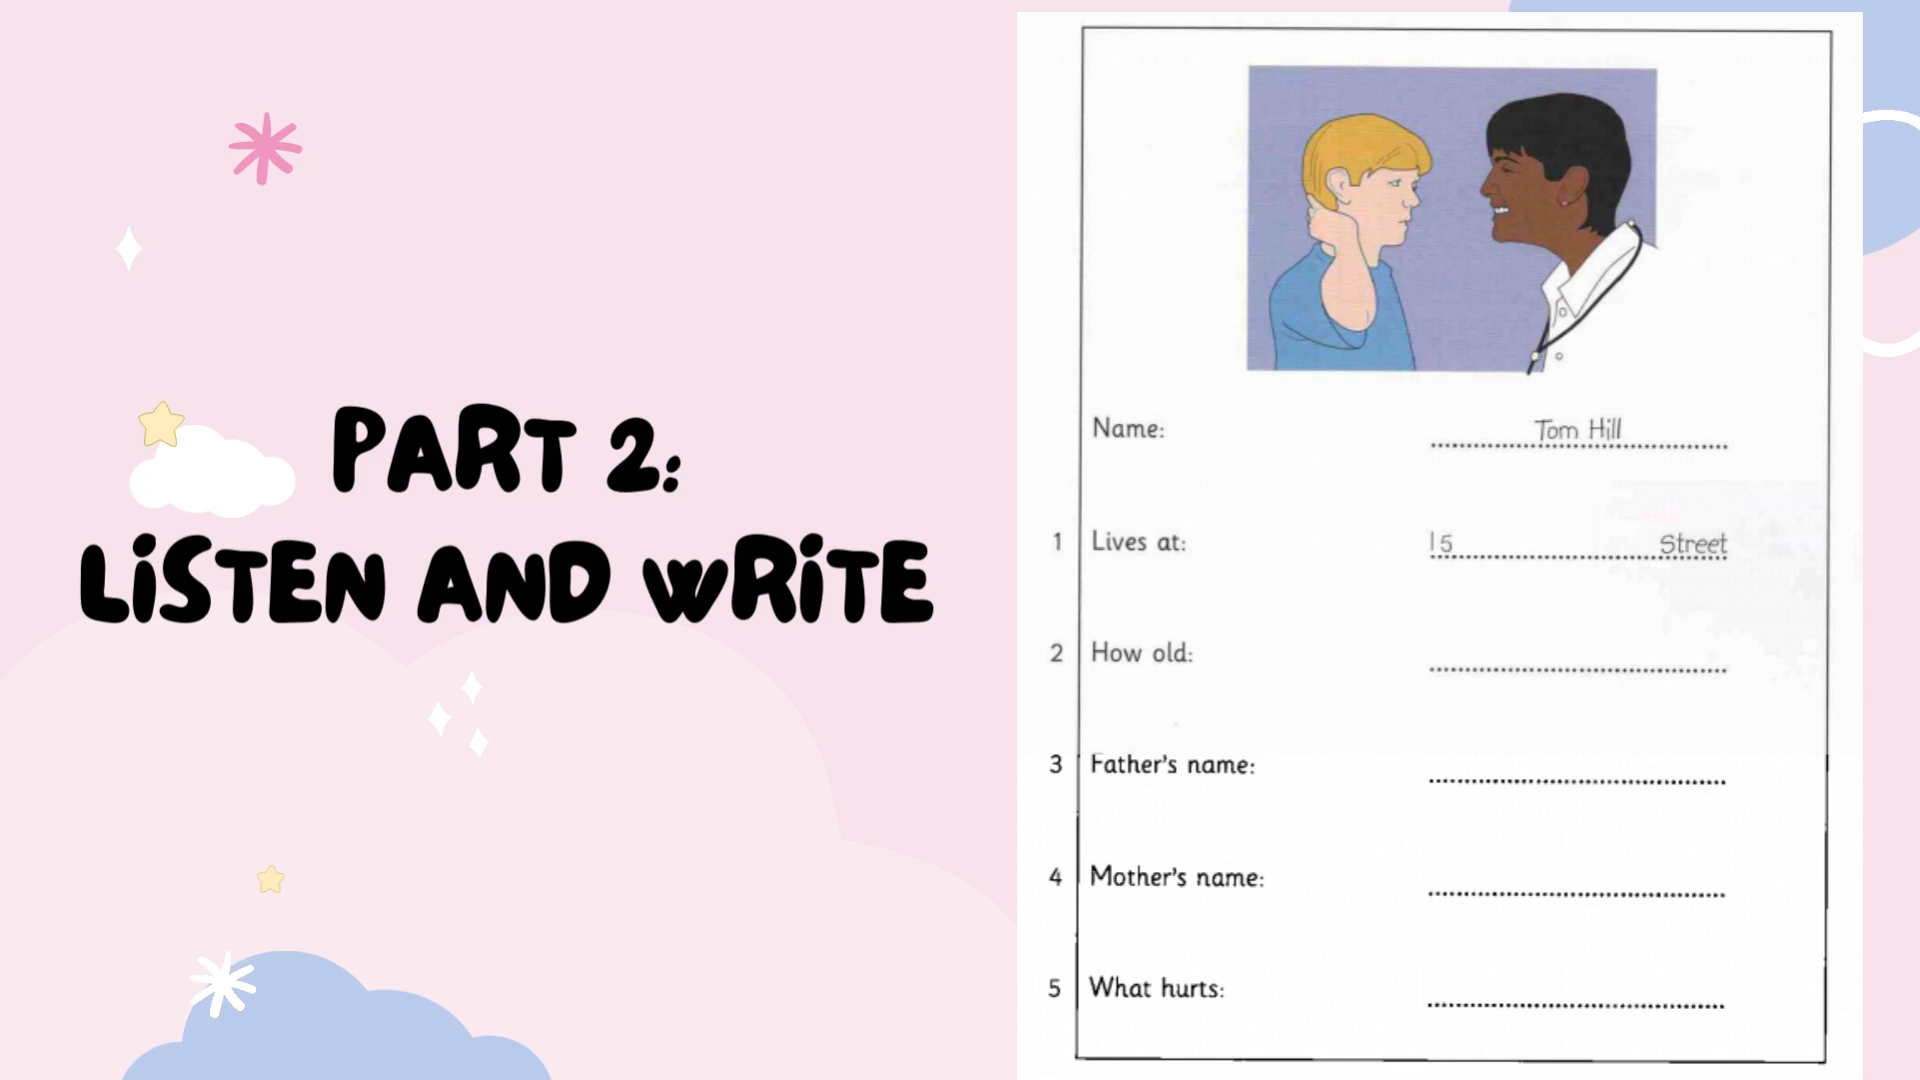 PART 2:
LISTEN AND WRITE
Name: Tom Hill
1 Lives at: 15 Street
2 How old:
3 Father's name:
4 Mother's name:
5 What hurts: